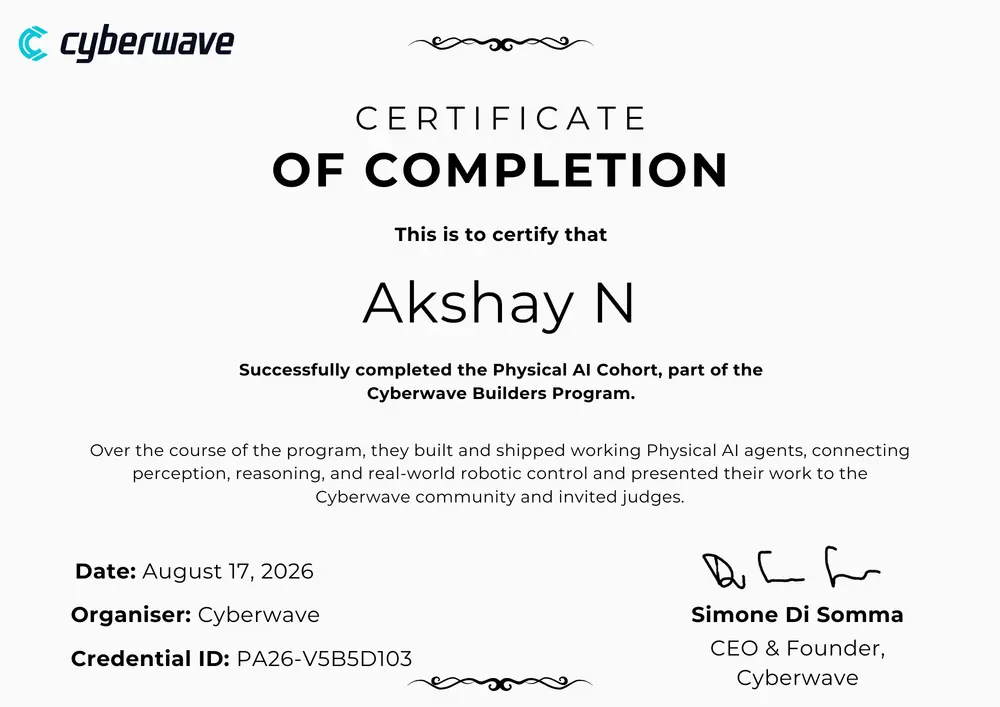 cyberwave
CERTIFICATE
OF COMPLETION
This is to certify that
Akshay N
Successfully completed the Physical AI Cohort, part of the
Cyberwave Builders Program.
Over the course of the program, they built and shipped working Physical AI agents, connecting
perception, reasoning, and real-world robotic control and presented their work to the
Cyberwave community and invited judges.
Date: August 17, 2026
Organiser: Cyberwave
Credential ID: PA26-V5B5D103
Simone Di Somma
CEO & Founder,
Cyberwave